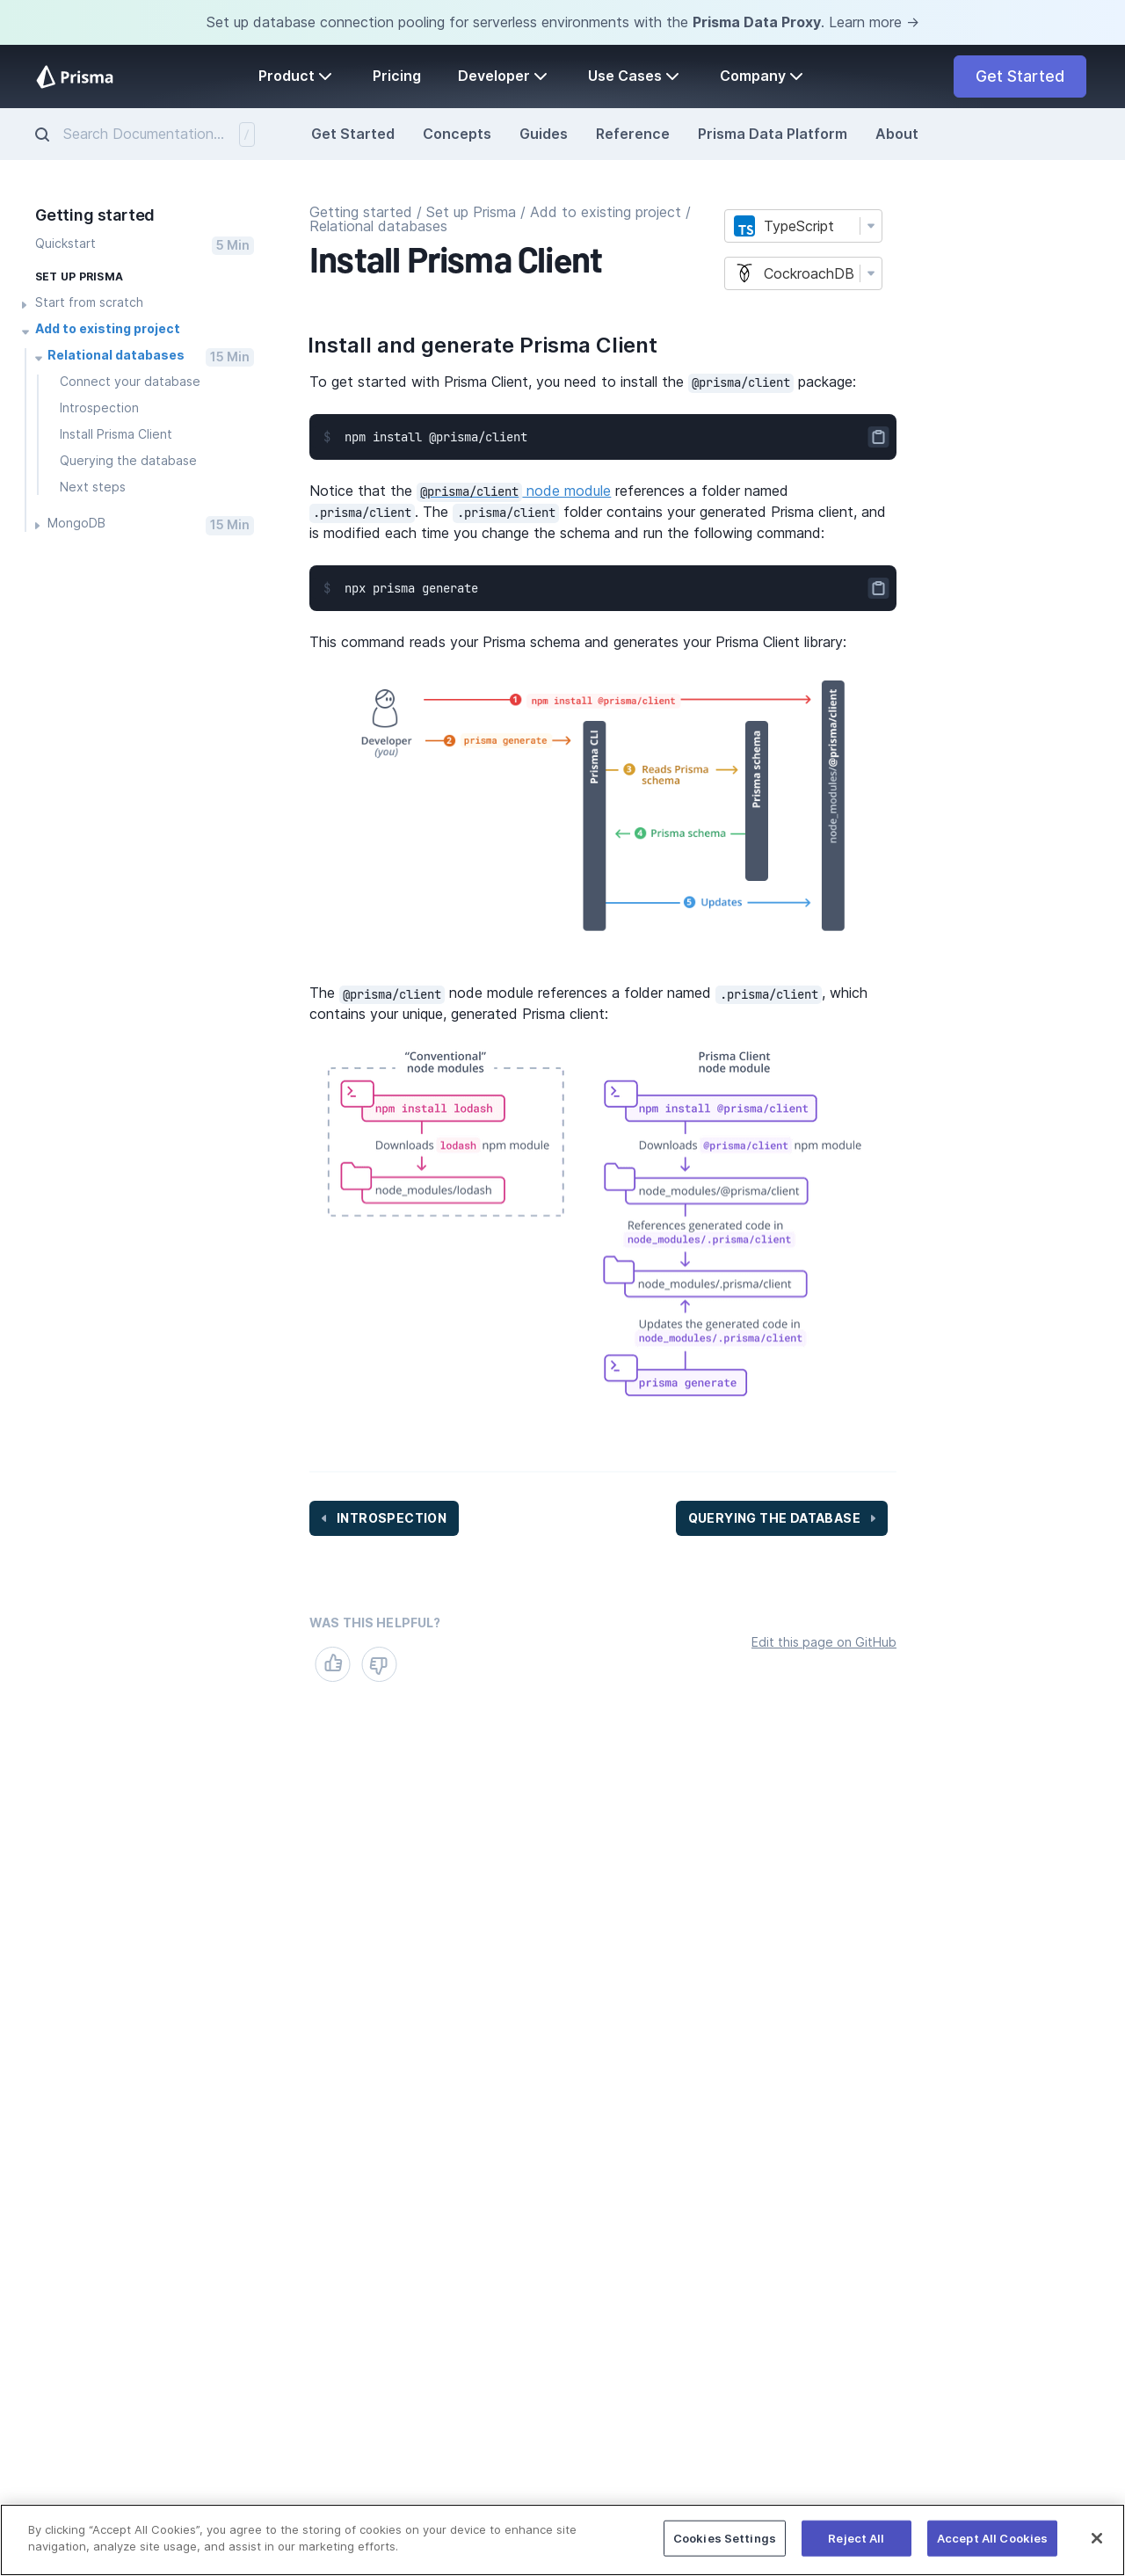 Set up database connection pooling for serverless environments with the Prisma Data Proxy. Learn more →
Prisma
Product
Pricing
Developer
Use Cases
Company
Get Started
Search Documentation...
/
Get Started
Concepts
Guides
Reference
Prisma Data Platform
About
Getting started
Quickstart
5 Min
SET UP PRISMA
Start from scratch
Add to existing project
Relational databases
15 Min
Connect your database
Introspection
Install Prisma Client
Querying the database
Next steps
MongoDB
15 Min
Getting started / Set up Prisma / Add to existing project /
Relational databases
Install Prisma Client
TS TypeScript
CockroachDB
Install and generate Prisma Client
To get started with Prisma Client, you need to install the @prisma/client package:
$ npm install @prisma/client
Notice that the @prisma/client node module references a folder named
.prisma/client. The .prisma/client folder contains your generated Prisma client, and
is modified each time you change the schema and run the following command:
$ npx prisma generate
This command reads your Prisma schema and generates your Prisma Client library:
Developer
(you)
1 npm install @prisma/client
2 prisma generate
Prisma CLI
3 Reads Prisma
schema
4 Prisma schema
Prisma schema
5 Updates
node_modules/@prisma/client
The @prisma/client node module references a folder named .prisma/client, which
contains your unique, generated Prisma client:
“Conventional”
node modules
npm install lodash
Downloads lodash npm module
node_modules/lodash
Prisma Client
node module
npm install @prisma/client
Downloads @prisma/client npm module
node_modules/@prisma/client
References generated code in
node_modules/.prisma/client
node_modules/.prisma/client
Updates the generated code in
node_modules/.prisma/client
prisma generate
INTROSPECTION
QUERYING THE DATABASE
WAS THIS HELPFUL?
Edit this page on GitHub
By clicking “Accept All Cookies”, you agree to the storing of cookies on your device to enhance site
navigation, analyze site usage, and assist in our marketing efforts.
Cookies Settings
Reject All
Accept All Cookies